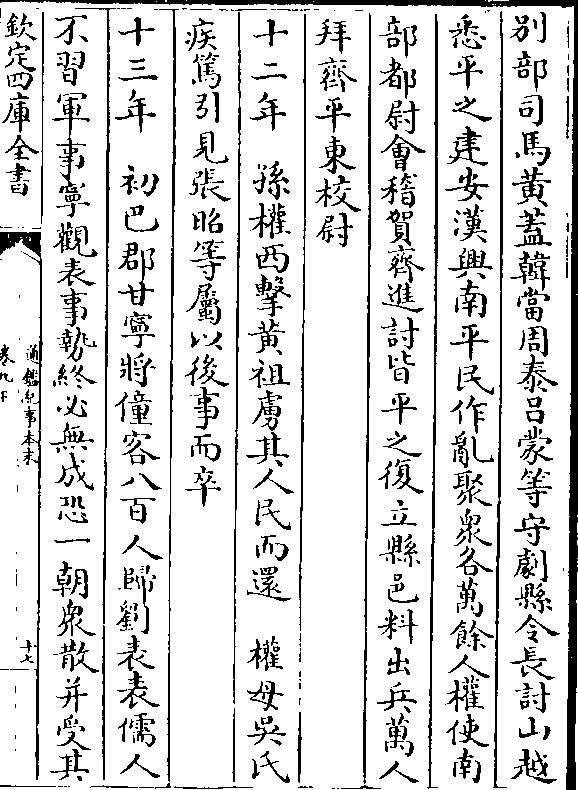 別部司馬黄蓋韓當周泰吕蒙等守劇縣令長討山越
悉平之建安漢興南平民作亂聚衆各萬餘人權使南
部都尉會稽賀齊進討皆平之復立縣邑料出兵萬人
拜齊平東校尉
十二年　孫權西擊黄祖虜其人民而還　權母吳氏
疾篤引見張昭等屬以後事而卒
十三年　初巴郡甘寧將僮客八百人歸劉表表儒人
不習軍事寧觀表事勢終必無成恐一朝衆散并受其
欽定四庫全書
通鑑紀事本末
卷九下
十七